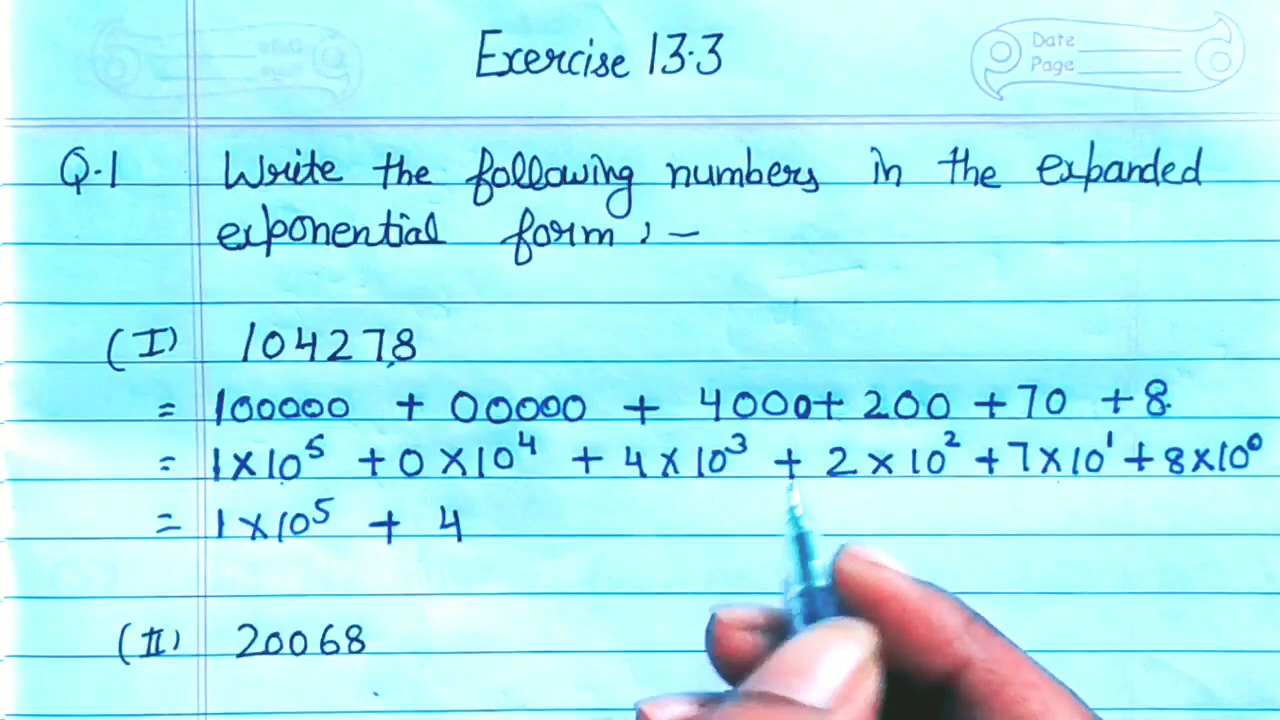 Exercise 13.3
Date
Page
Q.1 Write the following numbers in the expanded
exponential form :-
(I) 104278
= 100000 + 00000 + 4000 + 200 + 70 + 8
= 1×10⁵ + 0×10⁴ + 4×10³ + 2×10² + 7×10¹ + 8×10⁰
= 1×10⁵ + 4
(II) 20068